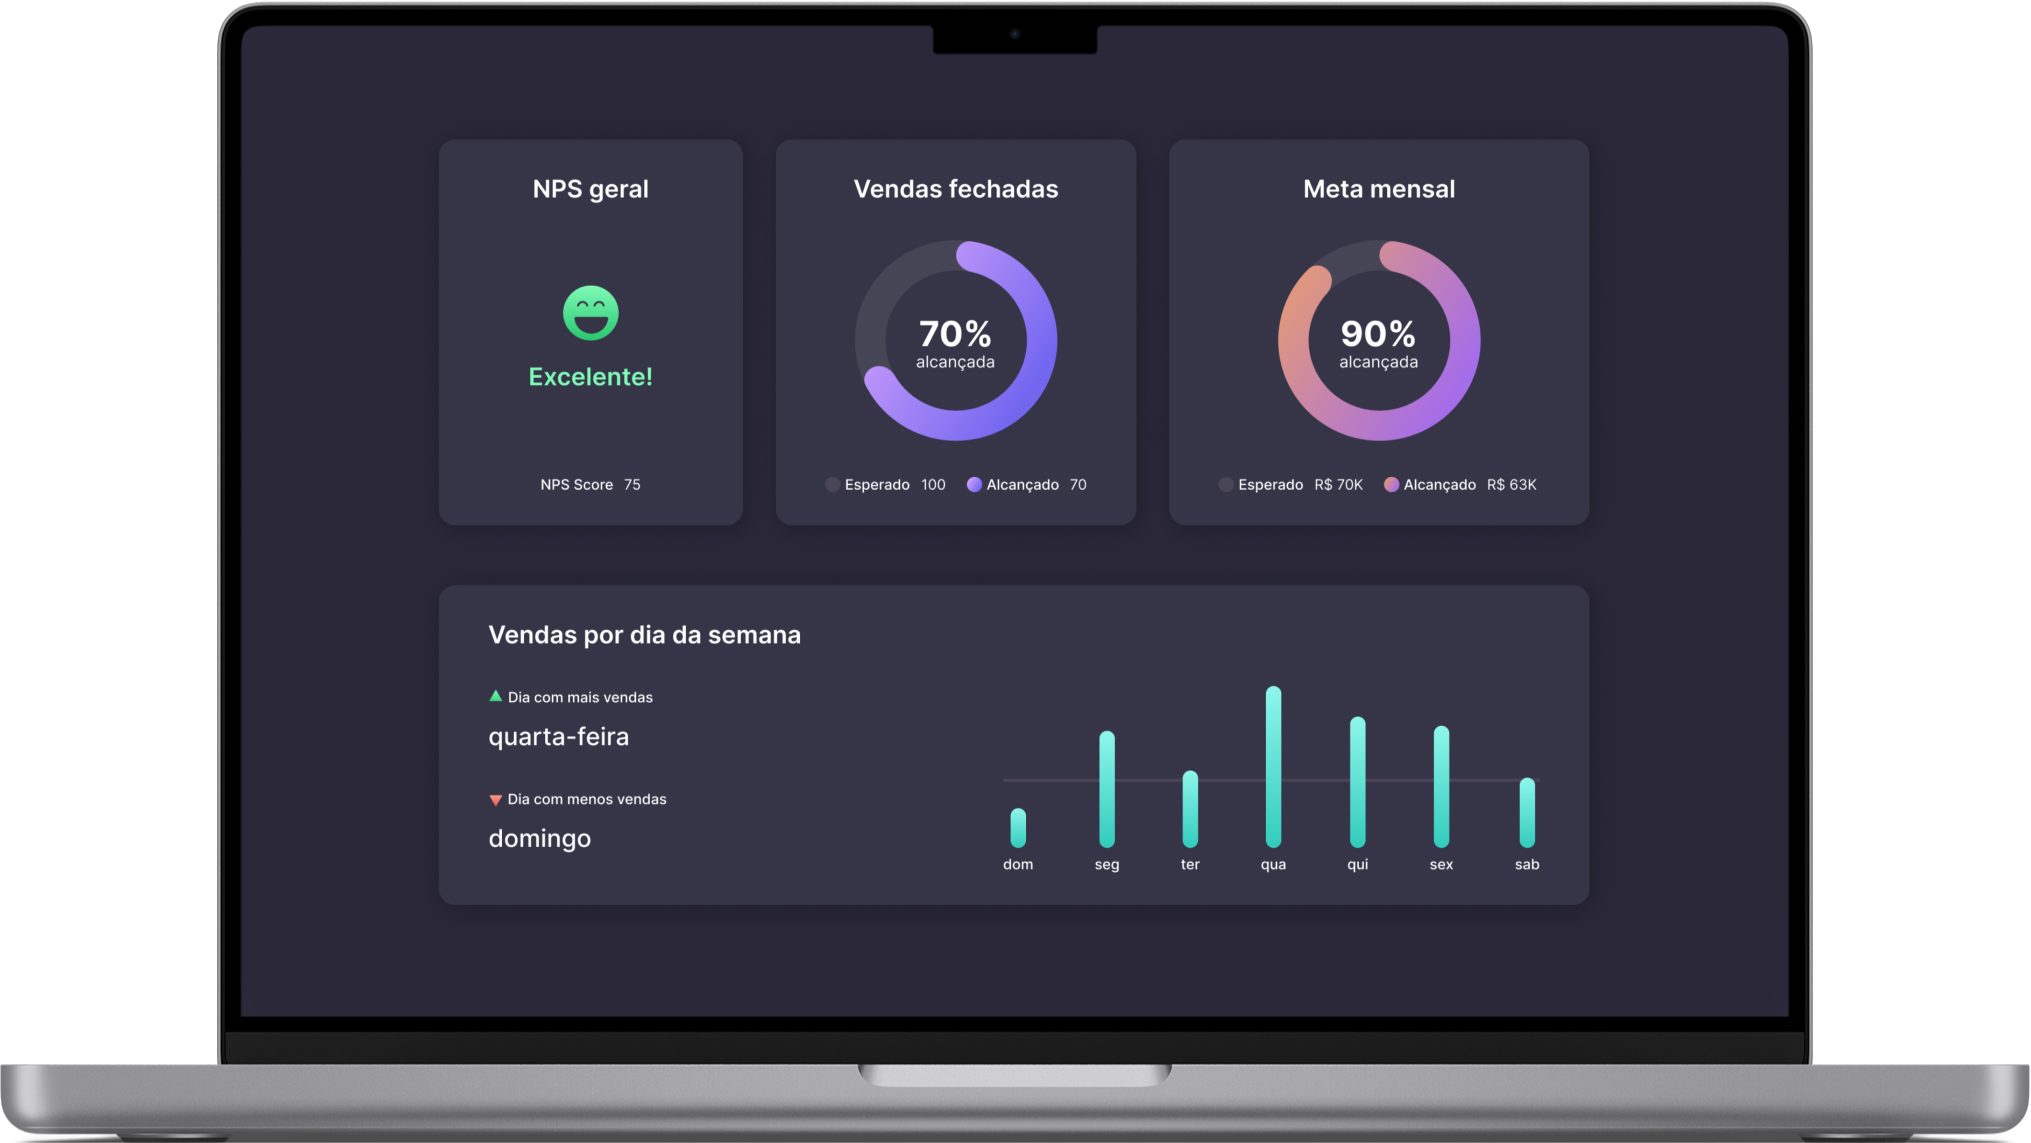 NPS geral
Excelente!
NPS Score 75
Vendas fechadas
70%
alcançada
Esperado 100 Alcançado 70
Meta mensal
90%
alcançada
Esperado R$ 70K Alcançado R$ 63K
Vendas por dia da semana
Dia com mais vendas
quarta-feira
Dia com menos vendas
domingo
dom seg ter qua qui sex sab